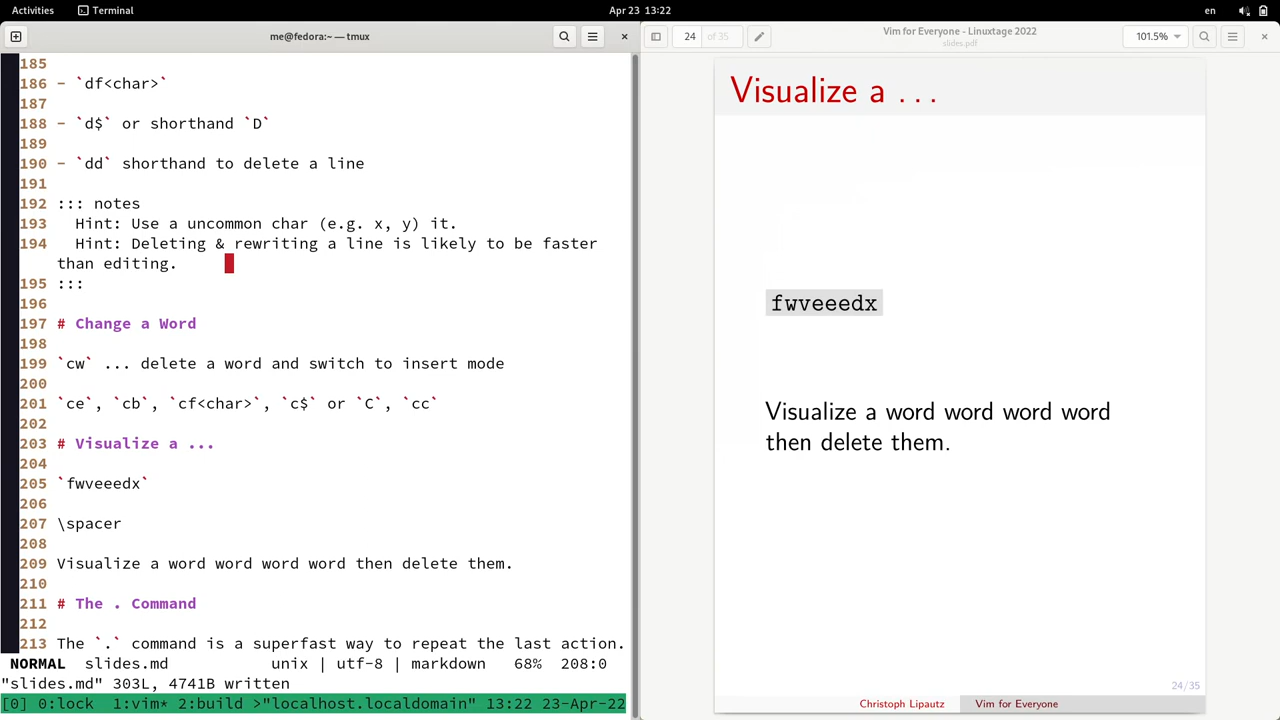 Activities Terminal Apr 23 13:22 en
me@fedora:~ — tmux
185
186 - `df<char>`
187
188 - `d$` or shorthand `D`
189
190 - `dd` shorthand to delete a line
191
192 ::: notes
193   Hint: Use a uncommon char (e.g. x, y) it.
194   Hint: Deleting & rewriting a line is likely to be faster
than editing.
195 :::
196
197 # Change a Word
198
199 `cw` ... delete a word and switch to insert mode
200
201 `ce`, `cb`, `cf<char>`, `c$` or `C`, `cc`
202
203 # Visualize a ...
204
205 `fwveeedx`
206
207 \spacer
208
209 Visualize a word word word word then delete them.
210
211 # The . Command
212
213 The `.` command is a superfast way to repeat the last action.
NORMAL slides.md unix | utf-8 | markdown 68% 208:0
"slides.md" 303L, 4741B written
[0] 0:lock 1:vim* 2:build >"localhost.localdomain" 13:22 23-Apr-22
24 of 35
Vim for Everyone - Linuxtage 2022
slides.pdf
101.5%
Visualize a ...
fwveeedx
Visualize a word word word word
then delete them.
24/35
Christoph Lipautz Vim for Everyone